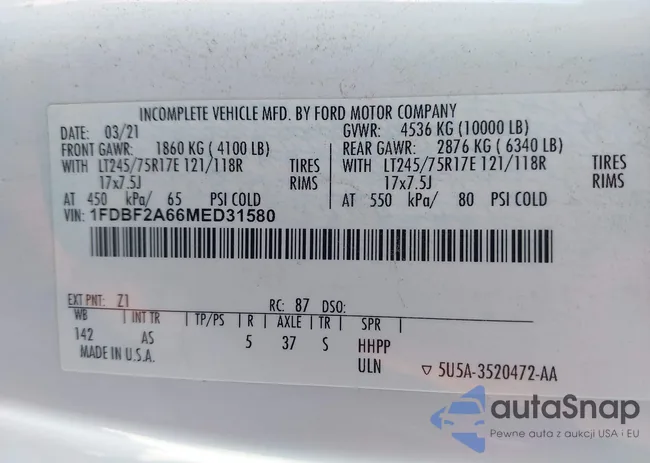 INCOMPLETE VEHICLE MFD. BY FORD MOTOR COMPANY
DATE: 03/21 GVWR: 4536 KG (10000 LB)
FRONT GAWR: 1860 KG ( 4100 LB) REAR GAWR: 2876 KG ( 6340 LB)
WITH LT245/75R17E 121/118R TIRES WITH LT245/75R17E 121/118R TIRES
17x7.5J RIMS 17x7.5J RIMS
AT 450 kPa/ 65 PSI COLD AT 550 kPa/ 80 PSI COLD
VIN: 1FDBF2A66MED31580
EXT PNT: Z1 RC: 87 DSO:
WB INT TR TP/PS R AXLE TR SPR
142 AS 5 37 S HHPP
MADE IN U.S.A. ULN 5U5A-3520472-AA
autoSnap
Pewne auta z aukcji USA i EU